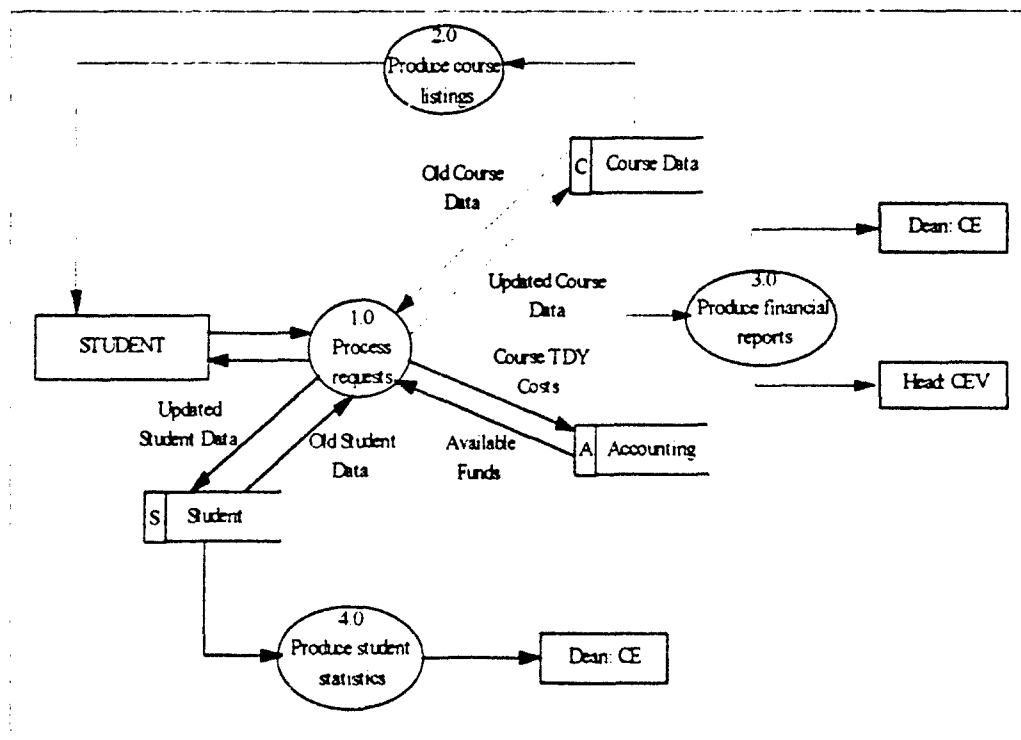 2.0
Produce course
listings
Old Course
Data
C
Course Data
Dean: CE
Updated Course
Data
3.0
Produce financial
reports
STUDENT
1.0
Process
requests
Course TDY
Costs
Head: CEV
Updated
Student Data
Old Student
Data
Available
Funds
A
Accounting
S
Student
4.0
Produce student
statistics
Dean: CE